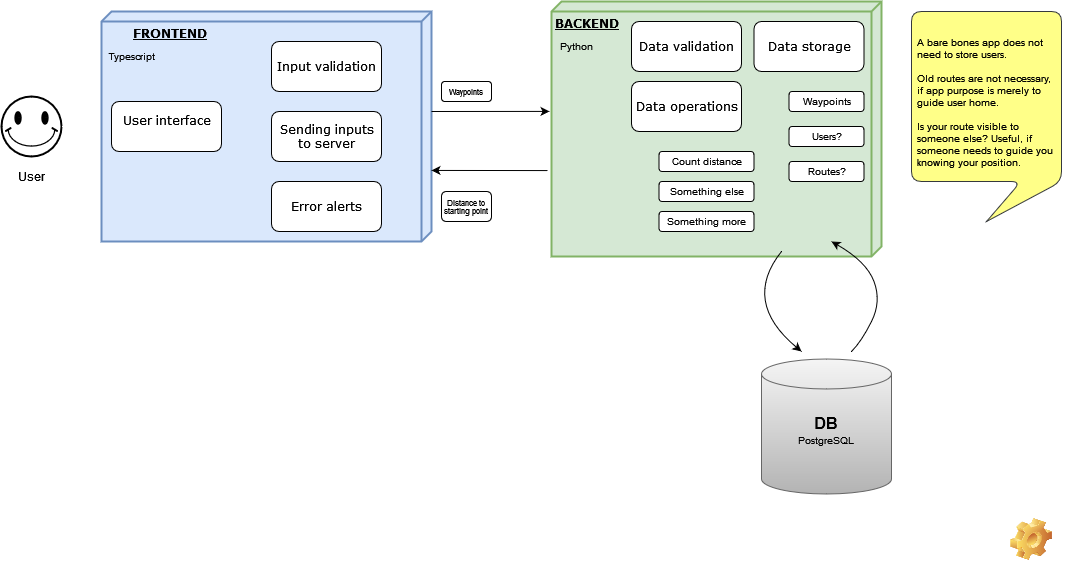 User
FRONTEND
Typescript
User interface
Input validation
Sending inputs
to server
Error alerts
Waypoints
Distance to
starting point
BACKEND
Python
Data validation
Data storage
Data operations
Waypoints
Users?
Routes?
Count distance
Something else
Something more
A bare bones app does not
need to store users.
Old routes are not necessary,
if app purpose is merely to
guide user home.
Is your route visible to
someone else? Useful, if
someone needs to guide you
knowing your position.
DB
PostgreSQL